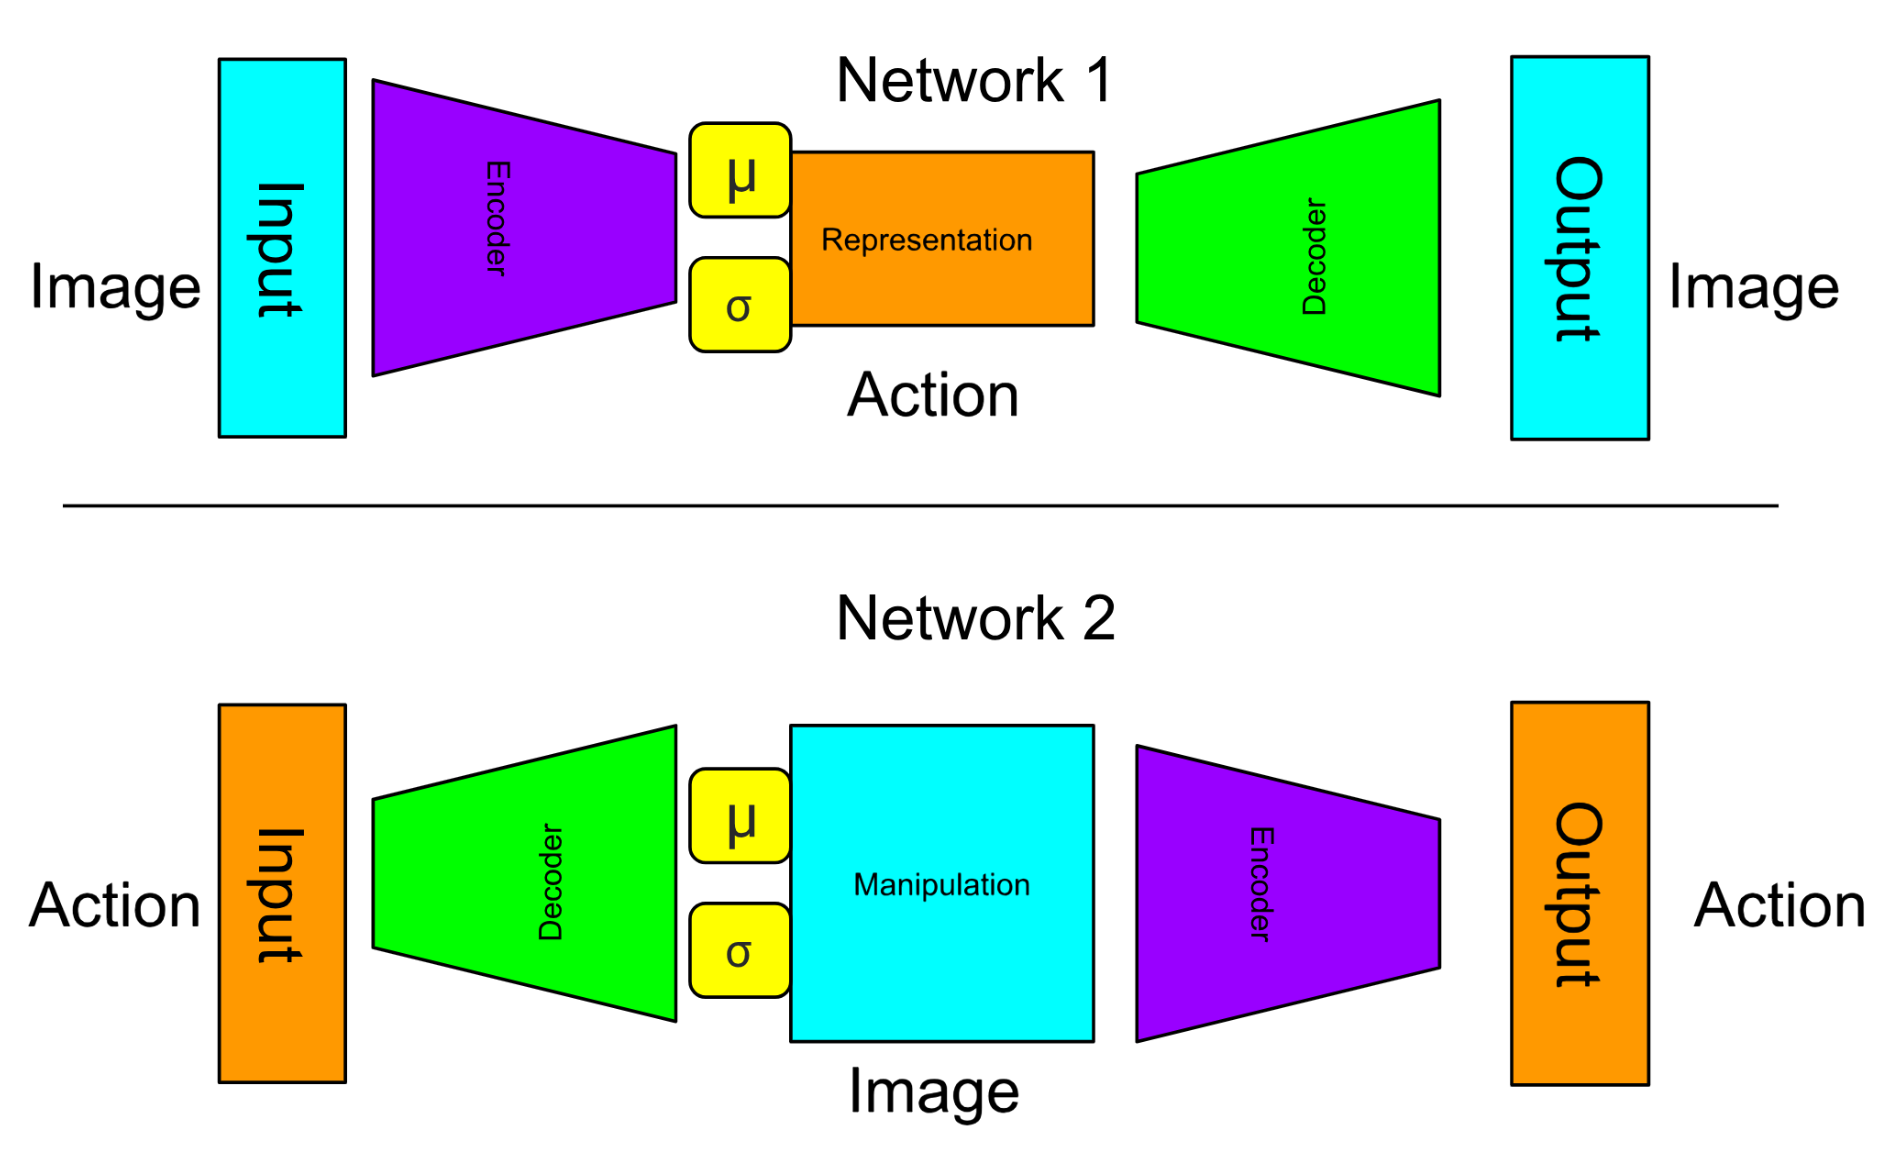 Network 1
Image
Input
Encoder
μ
σ
Representation
Action
Decoder
Output
Image
Network 2
Action
Input
Decoder
μ
σ
Manipulation
Image
Encoder
Output
Action